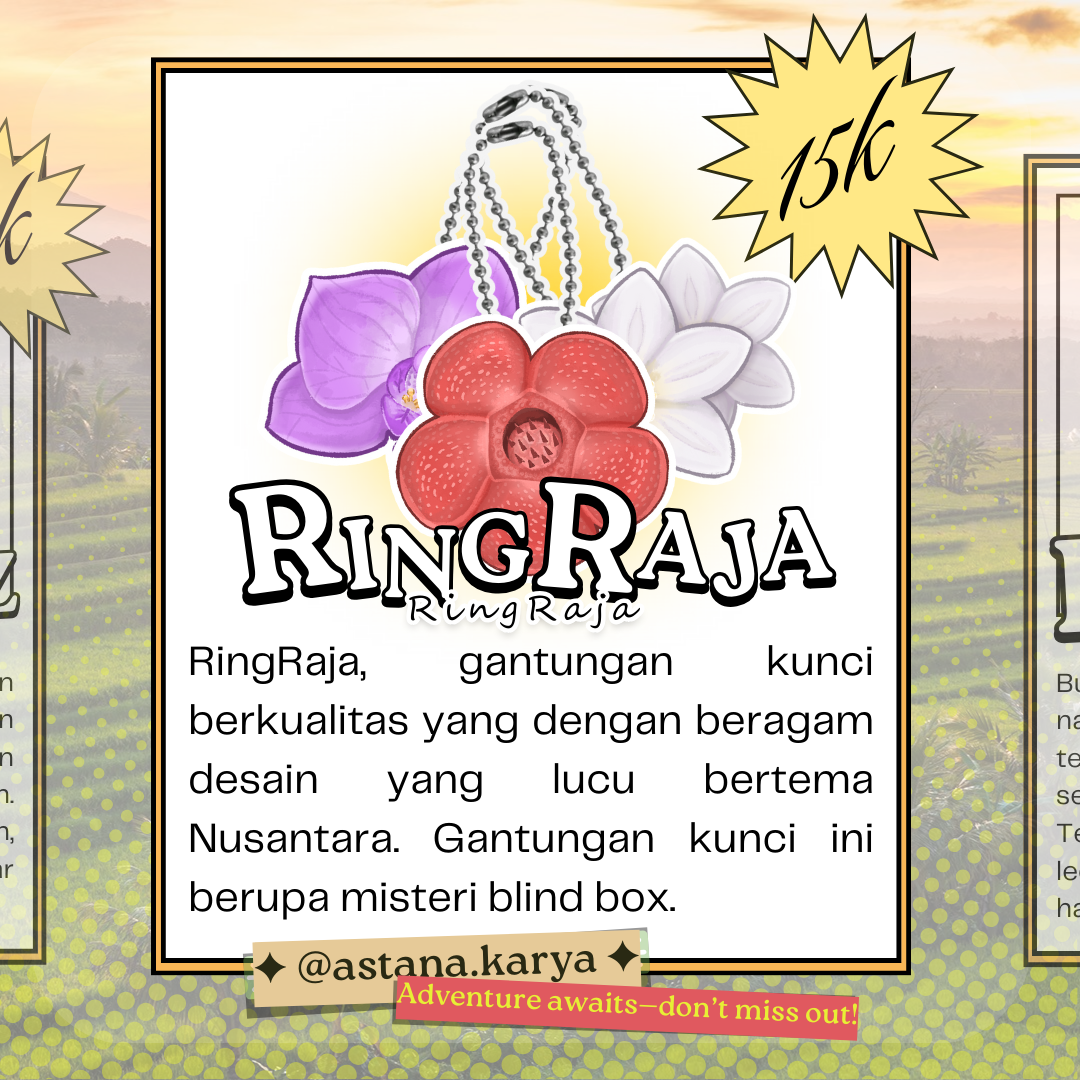 15k
k
RINGRAJA
RingRaja
RingRaja, gantungan kunci
berkualitas yang dengan beragam
desain yang lucu bertema
Nusantara. Gantungan kunci ini
berupa misteri blind box.
@astana.karya
Adventure awaits—don't miss out!